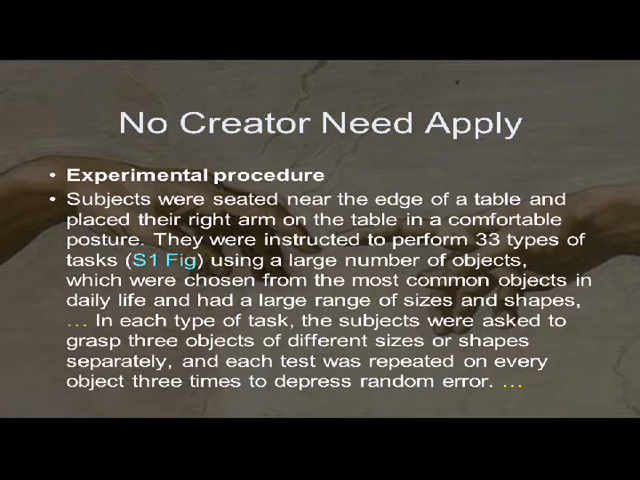 No Creator Need Apply
• Experimental procedure
• Subjects were seated near the edge of a table and
placed their right arm on the table in a comfortable
posture. They were instructed to perform 33 types of
tasks (S1 Fig) using a large number of objects,
which were chosen from the most common objects in
daily life and had a large range of sizes and shapes,
... In each type of task, the subjects were asked to
grasp three objects of different sizes or shapes
separately, and each test was repeated on every
object three times to depress random error. ...